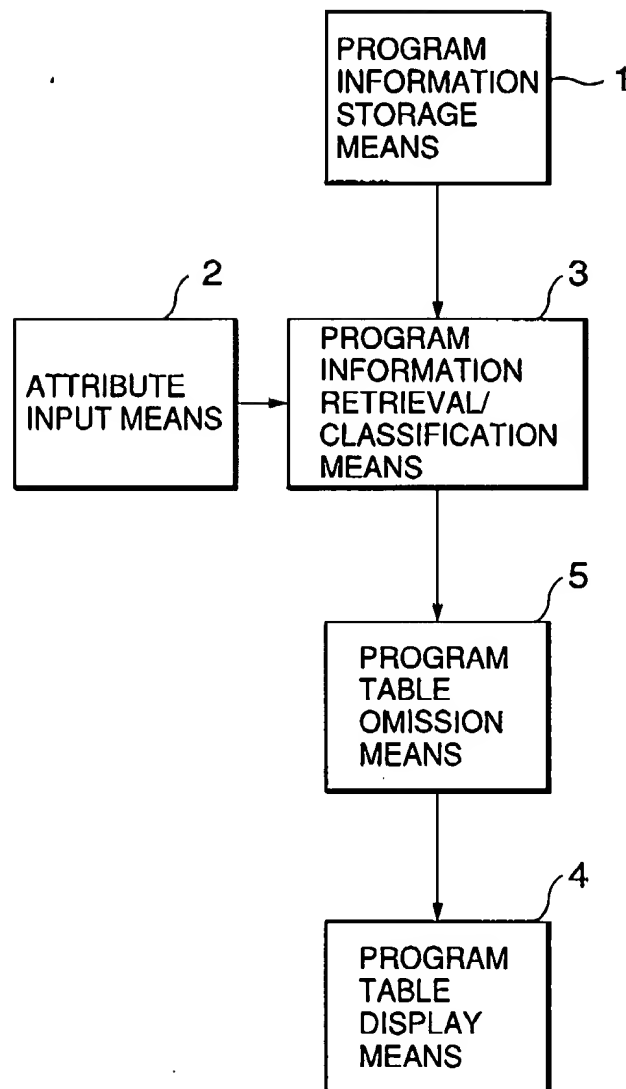 PROGRAM
INFORMATION
STORAGE
MEANS
1
2
3
ATTRIBUTE
INPUT MEANS
PROGRAM
INFORMATION
RETRIEVAL/
CLASSIFICATION
MEANS
5
PROGRAM
TABLE
OMISSION
MEANS
4
PROGRAM
TABLE
DISPLAY
MEANS